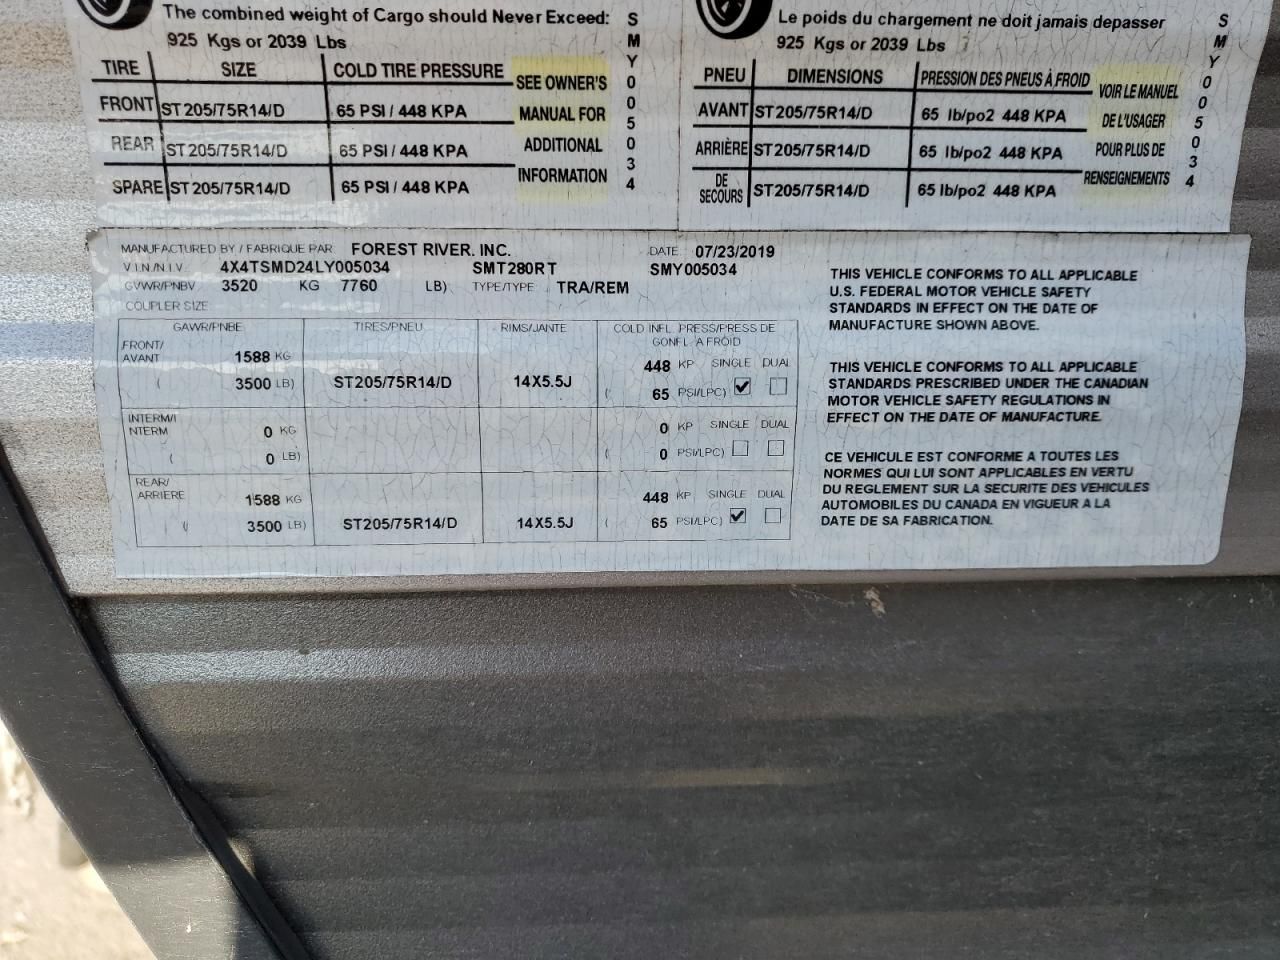 The combined weight of Cargo should Never Exceed:
925 Kgs or 2039 Lbs
TIRE SIZE COLD TIRE PRESSURE SEE OWNER'S
FRONT ST205/75R14/D 65 PSI / 448 KPA MANUAL FOR
REAR ST205/75R14/D 65 PSI / 448 KPA ADDITIONAL
SPARE ST205/75R14/D 65 PSI / 448 KPA INFORMATION
SMY005034
Le poids du chargement ne doit jamais depasser
925 Kgs or 2039 Lbs
PNEU DIMENSIONS PRESSION DES PNEUS À FROID VOIR LE MANUEL
AVANT ST205/75R14/D 65 lb/po2 448 KPA DE L'USAGER
ARRIÈRE ST205/75R14/D 65 lb/po2 448 KPA POUR PLUS DE
DE SECOURS ST205/75R14/D 65 lb/po2 448 KPA RENSEIGNEMENTS
SMY005034
MANUFACTURED BY / FABRIQUE PAR FOREST RIVER, INC. DATE 07/23/2019
V.I.N/N.I.V. 4X4TSMD24LY005034 SMT280RT SMY005034
GVWR/PNBV 3520 KG 7760 LB) TYPE/TYPE: TRA/REM
COUPLER SIZE
GAWR/PNBE TIRES/PNEU RIMS/JANTE COLD INFL. PRESS/PRESS DE
GONFL. A FROID
FRONT/
AVANT 1588 KG 448 KP SINGLE DUAL
( 3500 LB) ST205/75R14/D 14X5.5J ( 65 PSI/LPC)
INTERM/I
NTERM 0 KG 0 KP SINGLE DUAL
( 0 LB) ( 0 PSI/LPC)
REAR/
ARRIERE 1588 KG 448 KP SINGLE DUAL
( 3500 LB) ST205/75R14/D 14X5.5J ( 65 PSI/LPC)
THIS VEHICLE CONFORMS TO ALL APPLICABLE
U.S. FEDERAL MOTOR VEHICLE SAFETY
STANDARDS IN EFFECT ON THE DATE OF
MANUFACTURE SHOWN ABOVE.
THIS VEHICLE CONFORMS TO ALL APPLICABLE
STANDARDS PRESCRIBED UNDER THE CANADIAN
MOTOR VEHICLE SAFETY REGULATIONS IN
EFFECT ON THE DATE OF MANUFACTURE.
CE VEHICULE EST CONFORME A TOUTES LES
NORMES QUI LUI SONT APPLICABLES EN VERTU
DU REGLEMENT SUR LA SECURITE DES VEHICULES
AUTOMOBILES DU CANADA EN VIGUEUR A LA
DATE DE SA FABRICATION.